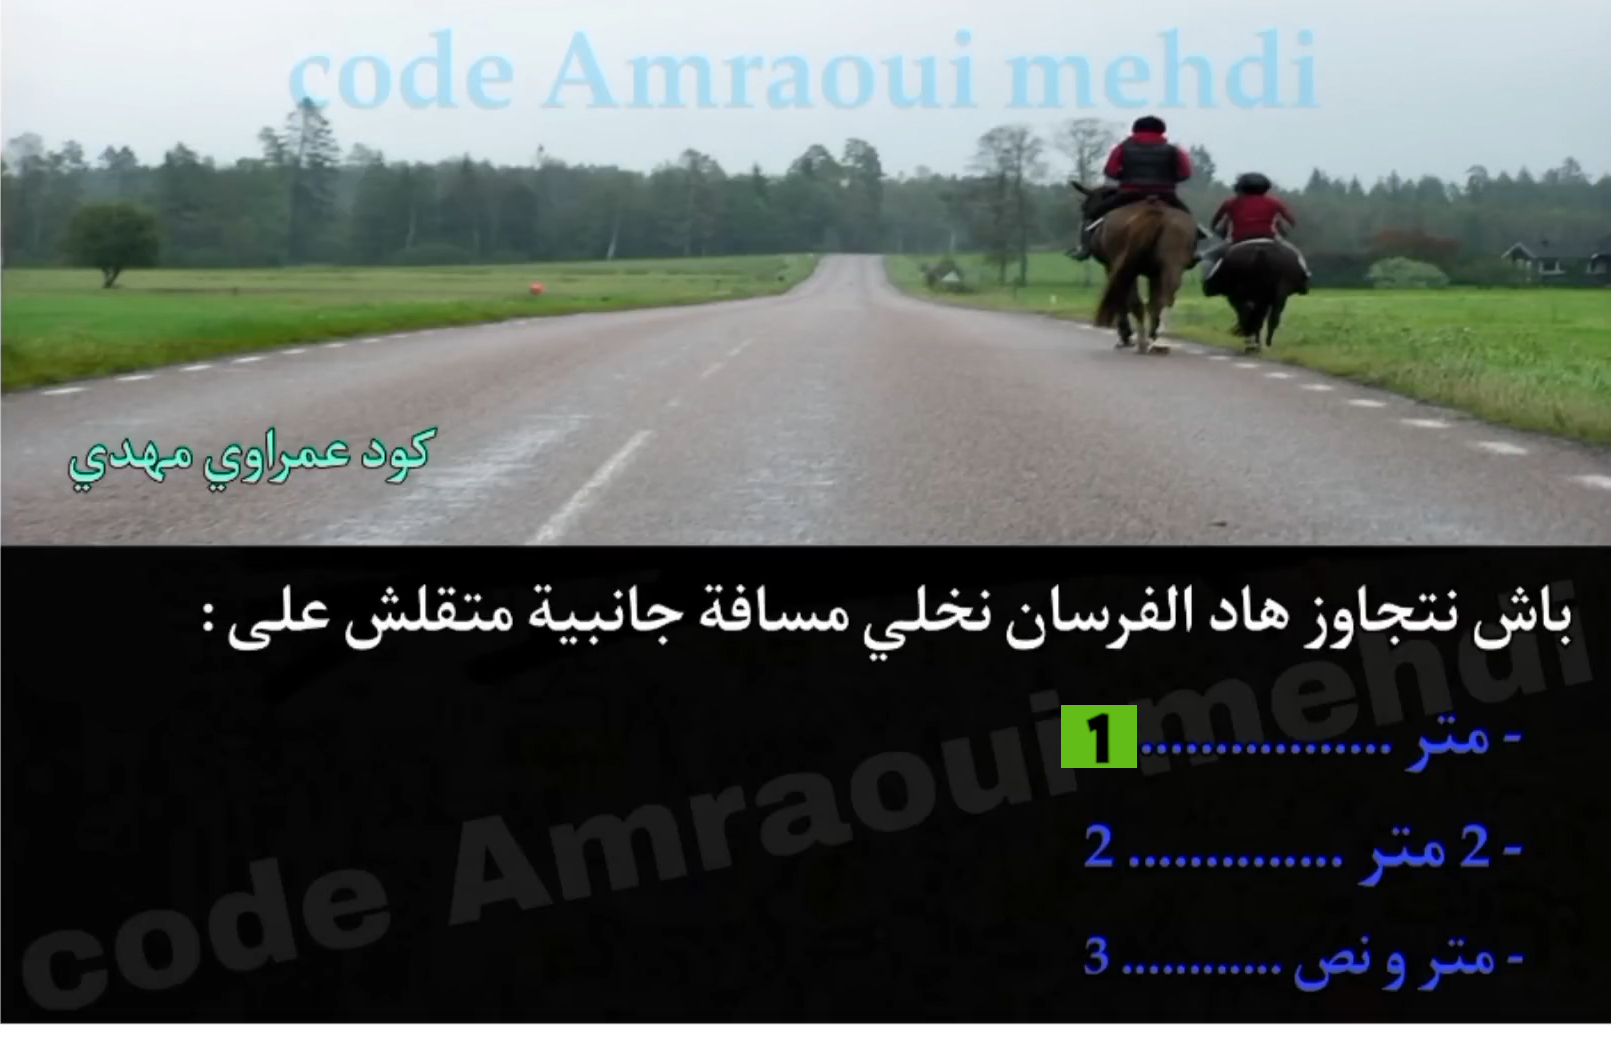 code Amraoui mehdi
كود عمراوي مهدي
باش نتجاوز هاد الفرسان نخلي مسافة جانبية متقلش على :
- متر ................. 1
- 2 متر .............. 2
- متر و نص ............ 3
code Amraoui mehdi